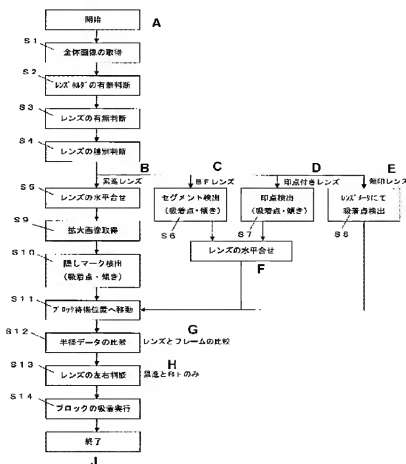 開始
A
S1
全体画像の取得
S2
レンズホルダの有無判断
S3
レンズの有無判断
S4
レンズの種別判断
B
C
D
E
累進レンズ
BFレンズ
印点付きレンズ
無印レンズ
S5
レンズの水平合せ
セグメント検出
(吸着点・傾き)
S6
印点検出
(吸着点・傾き)
S7
レンズメータにて
吸着点検出
S8
S9
拡大画像取得
レンズの水平合せ
F
S10
隠しマーク検出
(吸着点・傾き)
S11
ブロック待機位置へ移動
G
S12
半径データの比較
レンズとフレームの比較
H
S13
レンズの左右判断
累進とBFのみ
S14
ブロックの吸着実行
終了
J